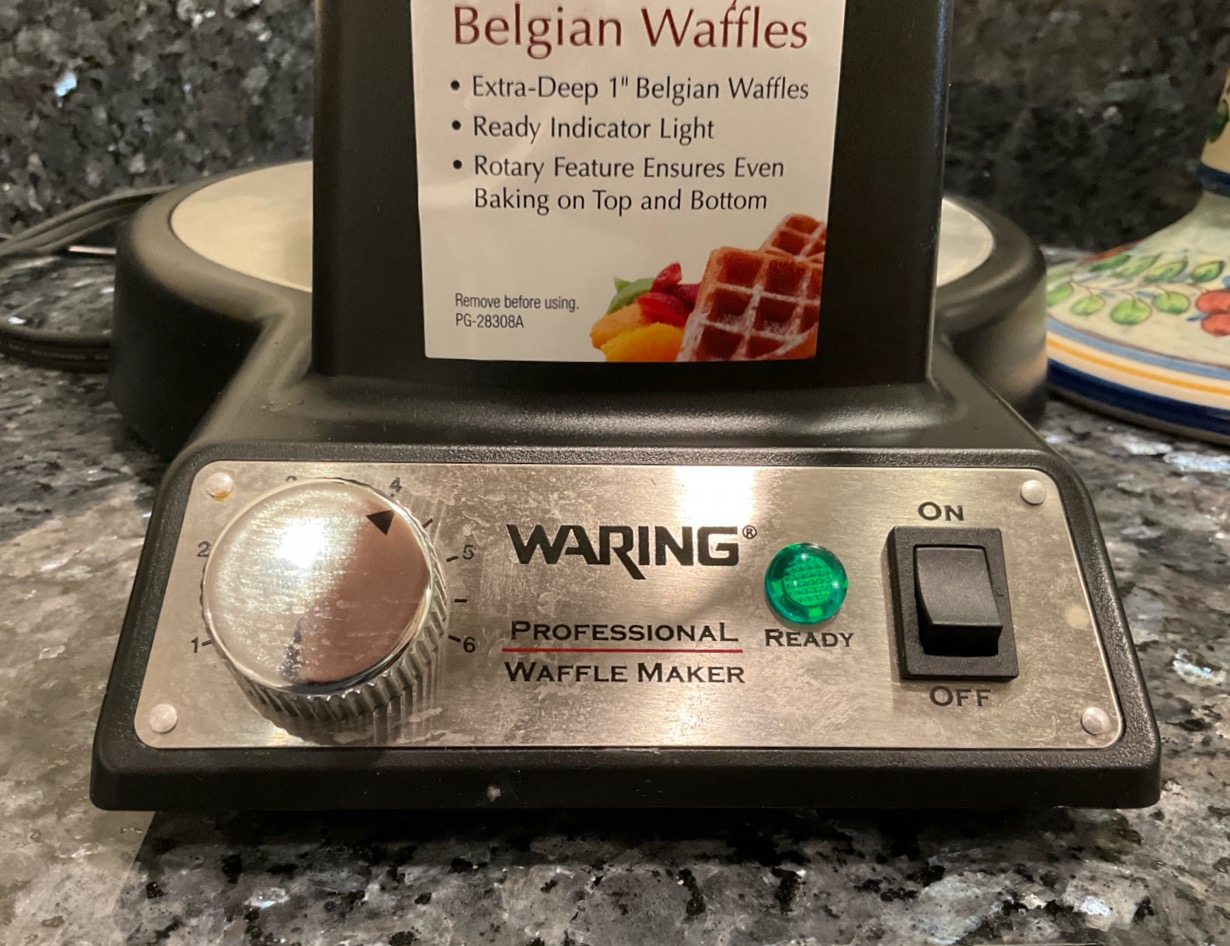 Belgian Waffles
• Extra-Deep 1" Belgian Waffles
• Ready Indicator Light
• Rotary Feature Ensures Even
Baking on Top and Bottom
Remove before using.
PG-28308A
1
2
4
5
6
WARING®
PROFESSIONAL
WAFFLE MAKER
READY
ON
OFF